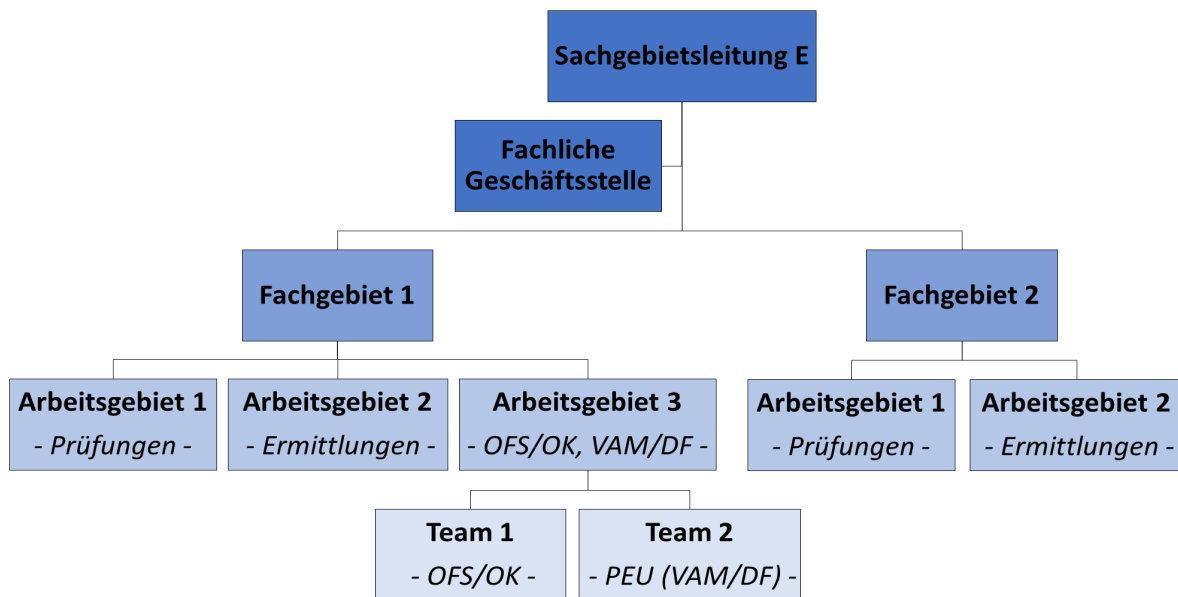 Sachgebietsleitung E
Fachliche
Geschäftsstelle
Fachgebiet 1
Fachgebiet 2
Arbeitsgebiet 1
- Prüfungen -
Arbeitsgebiet 2
- Ermittlungen -
Arbeitsgebiet 3
- OFS/OK, VAM/DF -
Arbeitsgebiet 1
- Prüfungen -
Arbeitsgebiet 2
- Ermittlungen -
Team 1
- OFS/OK -
Team 2
- PEU (VAM/DF) -